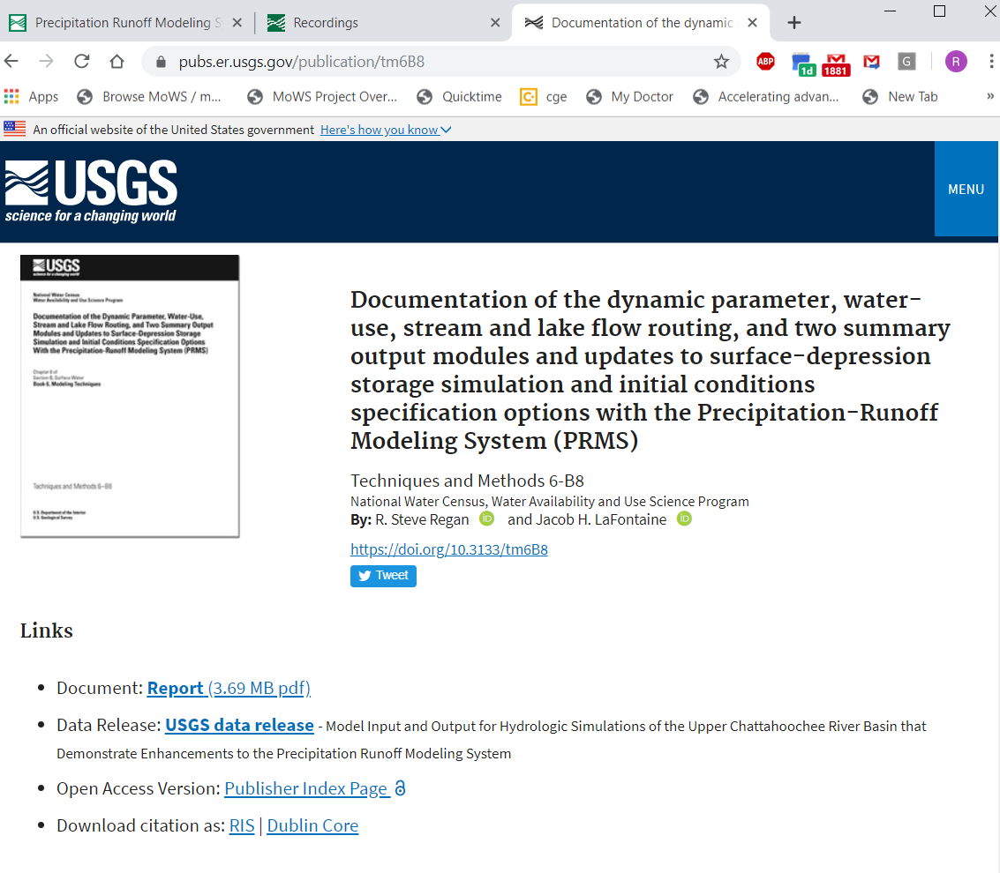 Precipitation Runoff Modeling S
Recordings
Documentation of the dynamic
pubs.er.usgs.gov/publication/tm6B8
ABP
1d
1881
G
R
Apps
Browse MoWS / m...
MoWS Project Over...
Quicktime
cge
My Doctor
Accelerating advan...
New Tab
»
An official website of the United States government Here's how you know
USGS
science for a changing world
MENU
USGS
science for a changing world
National Water Census
Water Availability and Use Science Program
Documentation of the Dynamic Parameter, Water-Use,
Stream and Lake Flow Routing, and Two Summary Output
Modules and Updates to Surface-Depression Storage
Simulation and Initial Conditions Specification Options
With the Precipitation-Runoff Modeling System (PRMS)
Chapter 8 of
Section B, Surface Water
Book 6, Modeling Techniques
Techniques and Methods 6–B8
U.S. Department of the Interior
U.S. Geological Survey
Documentation of the dynamic parameter, water-
use, stream and lake flow routing, and two summary
output modules and updates to surface-depression
storage simulation and initial conditions
specification options with the Precipitation-Runoff
Modeling System (PRMS)
Techniques and Methods 6-B8
National Water Census, Water Availability and Use Science Program
By: R. Steve Regan iD and Jacob H. LaFontaine iD
https://doi.org/10.3133/tm6B8
Tweet
Links
Document: Report (3.69 MB pdf)
Data Release: USGS data release - Model Input and Output for Hydrologic Simulations of the Upper Chattahoochee River Basin that
Demonstrate Enhancements to the Precipitation Runoff Modeling System
Open Access Version: Publisher Index Page
Download citation as: RIS | Dublin Core